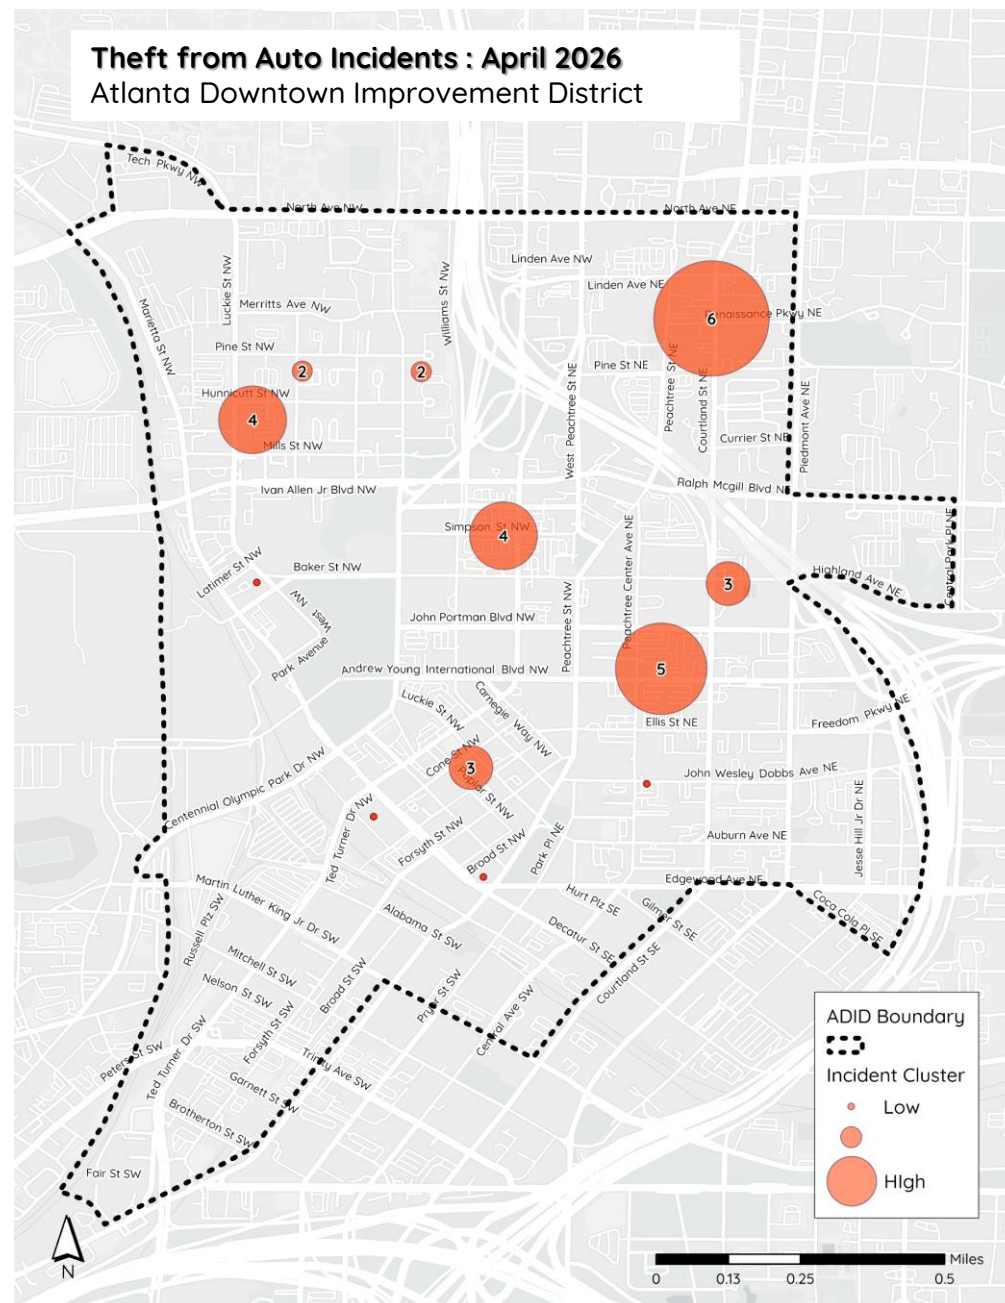 Theft from Auto Incidents : April 2026
Atlanta Downtown Improvement District
Tech Pkwy NW
North Ave NW
North Ave NE
Linden Ave NW
Linden Ave NE
Luckie St NW
Williams St NW
Merritts Ave NW
Marietta St NW
6
Renaissance Pkwy NE
Pine St NW
Pine St NE
2
2
Peachtree St NE
Courtland St NE
West Peachtree St NE
Piedmont Ave NE
Hunnicutt St NW
4
Mills St NW
Currier St NE
Ivan Allen Jr Blvd NW
Ralph Mcgill Blvd NE
Simpson St NW
4
Peachtree Center Ave NE
Central Park Pl NE
Latimer St NW
Baker St NW
3
Highland Ave NE
Park Avenue West NW
John Portman Blvd NW
Peachtree St NW
Andrew Young International Blvd NW
5
Luckie St NW
Carnegie Way NW
Ellis St NE
Freedom Pkwy NE
Cone St NW
3
Poplar St NW
John Wesley Dobbs Ave NE
Centennial Olympic Park Dr NW
Ted Turner Dr NW
Forsyth St NW
Broad St NW
Park Pl NE
Auburn Ave NE
Jesse Hill Jr Dr NE
Edgewood Ave NE
Martin Luther King Jr Dr SW
Hurt Plz SE
Gilmer St SE
Coca Cola Pl SE
Russell Plz SW
Alabama St SW
Decatur St SE
Courtland St SE
Mitchell St SW
Nelson St SW
Broad St SW
Pryor St SW
Central Ave SW
Forsyth St SW
Peters St SW
Ted Turner Dr SW
Trinity Ave SW
Garnett St SW
Brotherton St SW
Fair St SW
ADID Boundary
Incident Cluster
Low
HIgh
N
Miles
0
0.13
0.25
0.5